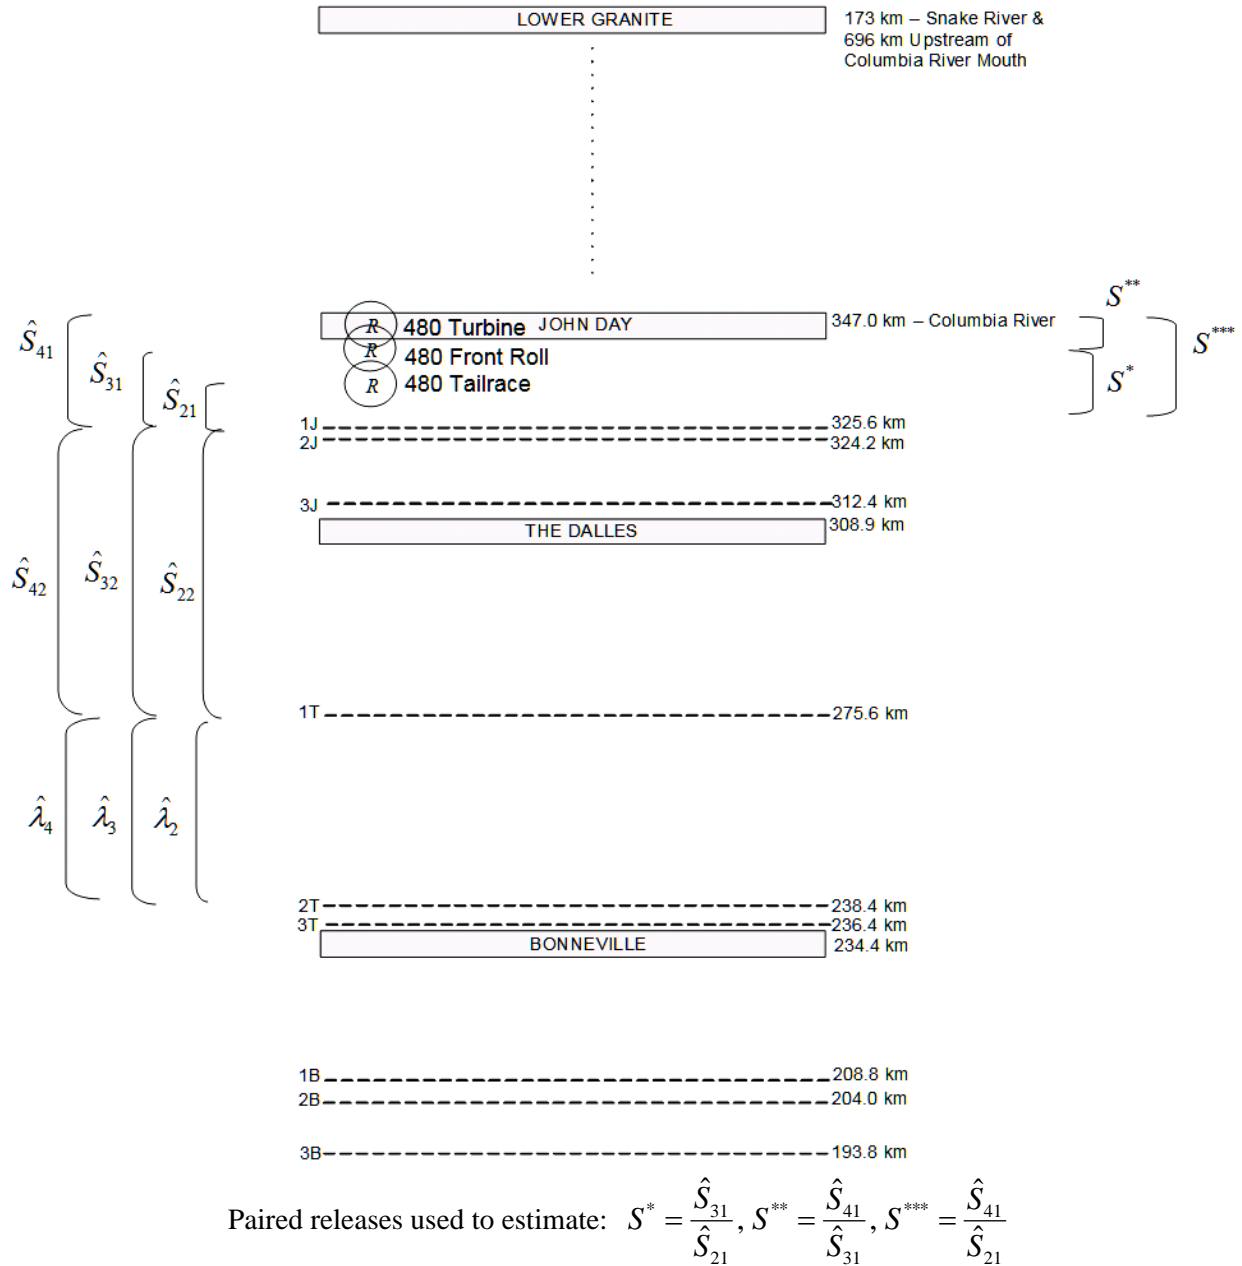 LOWER GRANITE
173 km – Snake River &
696 km Upstream of
Columbia River Mouth
S**
R 480 Turbine JOHN DAY
347.0 km – Columbia River
S***
Ŝ41
R 480 Front Roll
Ŝ31
S*
R 480 Tailrace
Ŝ21
1J 325.6 km
2J 324.2 km
3J 312.4 km
THE DALLES 308.9 km
Ŝ42 Ŝ32 Ŝ22
1T 275.6 km
λ̂4 λ̂3 λ̂2
2T 238.4 km
3T 236.4 km
BONNEVILLE 234.4 km
1B 208.8 km
2B 204.0 km
3B 193.8 km
Paired releases used to estimate: S* = Ŝ31/Ŝ21, S** = Ŝ41/Ŝ31, S*** = Ŝ41/Ŝ21